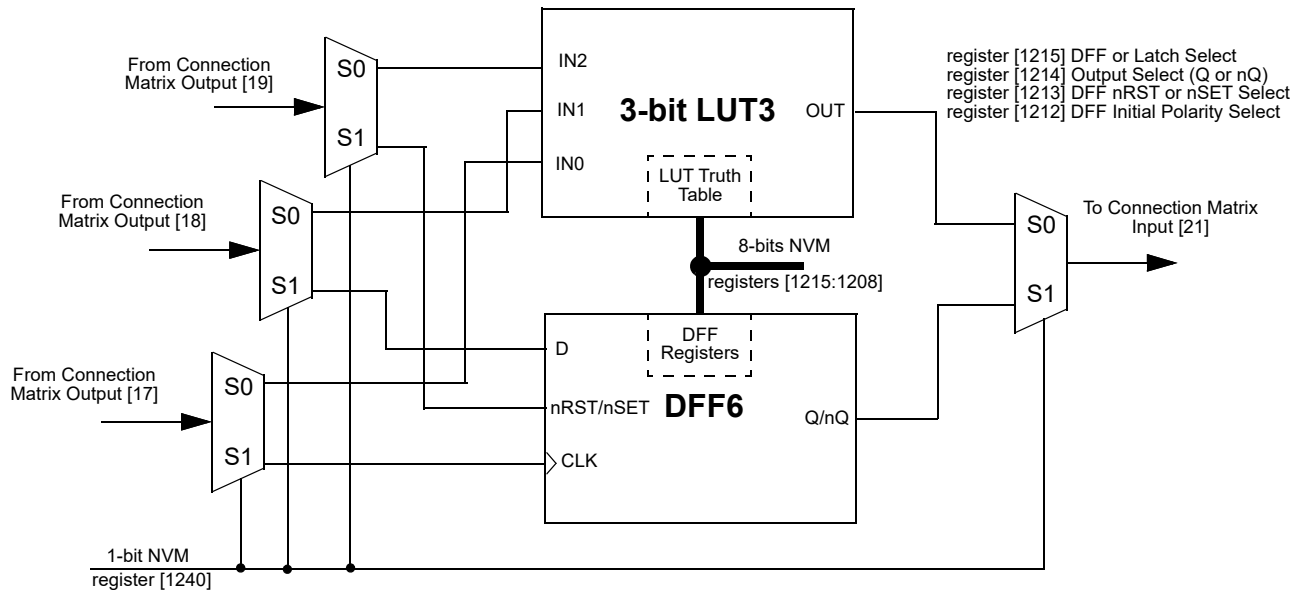 From Connection
Matrix Output [19]
S0
S1
From Connection
Matrix Output [18]
S0
S1
From Connection
Matrix Output [17]
S0
S1
1-bit NVM
register [1240]
IN2
IN1
IN0
3-bit LUT3
OUT
LUT Truth
Table
8-bits NVM
registers [1215:1208]
DFF
Registers
D
nRST/nSET
CLK
DFF6
Q/nQ
register [1215] DFF or Latch Select
register [1214] Output Select (Q or nQ)
register [1213] DFF nRST or nSET Select
register [1212] DFF Initial Polarity Select
S0
S1
To Connection Matrix
Input [21]